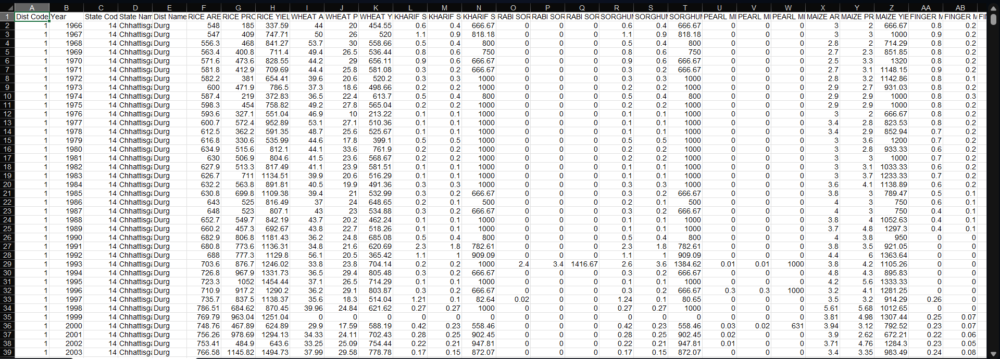 A B C D E F G H I J K L M N O P Q R S T U V W X Y Z AA AB
1 Dist Code Year State Cod State Nam Dist Name RICE ARE RICE PRO RICE YIEL WHEAT A WHEAT P WHEAT Y KHARIF S KHARIF S KHARIF S RABI SOR RABI SOR RABI SOR SORGHUM SORGHUM SORGHUM PEARL MI PEARL MI PEARL MI MAIZE AR MAIZE PR MAIZE YIE FINGER M FINGER M FI
2 1 1966 14 Chhattisga Durg 548 185 337.59 44 20 454.55 0.6 0.4 666.67 0 0 0 0.6 0.4 666.67 0 0 0 3 2 666.67 0.8 0.2
3 1 1967 14 Chhattisga Durg 547 409 747.71 50 26 520 1.1 0.9 818.18 0 0 0 1.1 0.9 818.18 0 0 0 3 3 1000 0.9 0.2
4 1 1968 14 Chhattisga Durg 556.3 468 841.27 53.7 30 558.66 0.5 0.4 800 0 0 0 0.5 0.4 800 0 0 0 2.8 2 714.29 0.8 0.2
5 1 1969 14 Chhattisga Durg 563.4 400.8 711.4 49.4 26.5 536.44 0.8 0.6 750 0 0 0 0.8 0.6 750 0 0 0 2.7 2.3 851.85 0.8 0.2
6 1 1970 14 Chhattisga Durg 571.6 473.6 828.55 44.2 29 656.11 0.9 0.6 666.67 0 0 0 0.9 0.6 666.67 0 0 0 2.5 3.3 1320 0.8 0.2
7 1 1971 14 Chhattisga Durg 581.8 412.9 709.69 44.4 25.8 581.08 0.3 0.2 666.67 0 0 0 0.3 0.2 666.67 0 0 0 2.7 3.1 1148.15 0.9 0.2
8 1 1972 14 Chhattisga Durg 582.2 381 654.41 39.6 20.6 520.2 0.3 0.3 1000 0 0 0 0.3 0.3 1000 0 0 0 2.8 3.2 1142.86 0.8 0.1
9 1 1973 14 Chhattisga Durg 600 471.9 786.5 37.3 18.6 498.66 0.2 0.2 1000 0 0 0 0.2 0.2 1000 0 0 0 2.9 2.7 931.03 0.8 0.2
10 1 1974 14 Chhattisga Durg 587.4 219 372.83 36.5 22.4 613.7 0.5 0.4 800 0 0 0 0.5 0.4 800 0 0 0 2.9 2.9 1000 0.8 0.3
11 1 1975 14 Chhattisga Durg 598.3 454 758.82 49.2 27.8 565.04 0.2 0.2 1000 0 0 0 0.2 0.2 1000 0 0 0 2.9 2.9 1000 0.8 0.2
12 1 1976 14 Chhattisga Durg 593.6 327.1 551.04 46.9 10 213.22 0.1 0.1 1000 0 0 0 0.1 0.1 1000 0 0 0 3 2 666.67 0.8 0.2
13 1 1977 14 Chhattisga Durg 600.7 572.4 952.89 53.1 27.1 510.36 0.1 0.1 1000 0 0 0 0.1 0.1 1000 0 0 0 3.4 2.8 823.53 0.8 0.2
14 1 1978 14 Chhattisga Durg 612.5 362.2 591.35 48.7 25.6 525.67 0.1 0.1 1000 0 0 0 0.1 0.1 1000 0 0 0 3.4 2.9 852.94 0.7 0.2
15 1 1979 14 Chhattisga Durg 616.8 330.6 535.99 44.6 17.8 399.1 0.5 0.5 1000 0 0 0 0.5 0.5 1000 0 0 0 3 3.6 1200 0.7 0.2
16 1 1980 14 Chhattisga Durg 634.9 515.6 812.1 44.1 33.6 761.9 0.2 0.2 1000 0 0 0 0.2 0.2 1000 0 0 0 3 2.8 933.33 0.6 0.2
17 1 1981 14 Chhattisga Durg 630 506.9 804.6 41.5 23.6 568.67 0.2 0.2 1000 0 0 0 0.2 0.2 1000 0 0 0 3 3 1000 0.7 0.2
18 1 1982 14 Chhattisga Durg 627.9 513.3 817.49 41.1 23.9 581.51 0.1 0.1 1000 0 0 0 0.1 0.1 1000 0 0 0 3 3.1 1033.33 0.6 0.2
19 1 1983 14 Chhattisga Durg 626.7 711 1134.51 39.9 20.6 516.29 0.1 0.1 1000 0 0 0 0.1 0.1 1000 0 0 0 3 3.7 1233.33 0.7 0.2
20 1 1984 14 Chhattisga Durg 632.2 563.8 891.81 40.5 19.9 491.36 0.3 0.3 1000 0 0 0 0.3 0.3 1000 0 0 0 3.6 4.1 1138.89 0.6 0.2
21 1 1985 14 Chhattisga Durg 630.8 699.8 1109.38 39.4 21 532.99 0.3 0.2 666.67 0 0 0 0.3 0.2 666.67 0 0 0 3.8 3 789.47 0.5 0.1
22 1 1986 14 Chhattisga Durg 643 525 816.49 37 24 648.65 0.2 0.1 500 0 0 0 0.2 0.1 500 0 0 0 4 3 750 0.6 0.1
23 1 1987 14 Chhattisga Durg 648 523 807.1 43 23 534.88 0.3 0.2 666.67 0 0 0 0.3 0.2 666.67 0 0 0 4 3 750 0.4 0.1
24 1 1988 14 Chhattisga Durg 652.7 549.7 842.19 43.7 20.2 462.24 0.1 0.1 1000 0 0 0 0.1 0.1 1000 0 0 0 3.8 4 1052.63 0.4 0.1
25 1 1989 14 Chhattisga Durg 660.2 457.3 692.67 43.8 22.7 518.26 0.1 0.1 1000 0 0 0 0.1 0.1 1000 0 0 0 3.7 4.8 1297.3 0.4 0.1
26 1 1990 14 Chhattisga Durg 682.9 806.8 1181.43 36.2 24.8 685.08 0.5 0.4 800 0 0 0 0.5 0.4 800 0 0 0 4 3.8 950 0 0
27 1 1991 14 Chhattisga Durg 680.8 773.6 1136.31 34.8 21.6 620.69 2.3 1.8 782.61 0 0 0 2.3 1.8 782.61 0 0 0 3.8 3.5 921.05 0 0
28 1 1992 14 Chhattisga Durg 688 777.3 1129.8 56.1 20.5 365.42 1.1 1 909.09 0 0 0 1.1 1 909.09 0 0 0 4.4 6 1363.64 0 0
29 1 1993 14 Chhattisga Durg 703.6 876.7 1246.02 33.8 23.8 704.14 0.2 0.2 1000 2.4 3.4 1416.67 2.6 3.6 1384.62 0.01 0.01 1000 3.8 4.2 1105.26 0 0
30 1 1994 14 Chhattisga Durg 726.8 967.9 1331.73 36.5 29.4 805.48 0.3 0.2 666.67 0 0 0 0.3 0.2 666.67 0 0 0 4.8 4.3 895.83 0 0
31 1 1995 14 Chhattisga Durg 723.3 1052 1454.44 37.1 26.5 714.29 0.1 0.1 1000 0 0 0 0.1 0.1 1000 0 0 0 4.2 5.6 1333.33 0 0
32 1 1996 14 Chhattisga Durg 710.9 917.2 1290.2 36.2 29.1 803.87 0.3 0.2 666.67 0 0 0 0.3 0.2 666.67 0.3 0.3 1000 3.2 4.1 1281.25 0 0
33 1 1997 14 Chhattisga Durg 735.7 837.5 1138.37 35.6 18.3 514.04 1.21 0.1 82.64 0.02 0 0 1.24 0.1 80.65 0 0 0 3.5 3.2 914.29 0.26 0
34 1 1998 14 Chhattisga Durg 786.51 684.62 870.45 39.96 24.84 621.62 0.27 0.27 1000 0 0 0 0.27 0.27 1000 0 0 0 5.61 5.68 1012.65 0 0
35 1 1999 14 Chhattisga Durg 769.79 963.04 1251.04 0 0 0 0 0 0 0 0 0 0 0 0 0 0 0 3.81 4.98 1307.44 0.25 0.07
36 1 2000 14 Chhattisga Durg 748.76 467.89 624.89 29.9 17.59 588.19 0.42 0.23 558.46 0 0 0 0.42 0.23 558.46 0.03 0.02 631 3.94 3.12 792.52 0.23 0.07
37 1 2001 14 Chhattisga Durg 756.26 978.69 1294.13 34.33 24.11 702.43 0.28 0.25 902.45 0 0 0 0.28 0.25 902.45 0.02 0 0 3.9 2.62 672.21 0.22 0.06
38 1 2002 14 Chhattisga Durg 753.41 484.9 643.6 33.25 25.09 754.44 0.22 0.21 947.81 0 0 0 0.22 0.21 947.81 0.01 0 0 3.71 4.76 1284.3 0.23 0.05
39 1 2003 14 Chhattisga Durg 766.58 1145.82 1494.73 37.99 29.58 778.78 0.17 0.15 872.07 0 0 0 0.17 0.15 872.07 0 0 0 3.4 3.35 983.49 0.24 0.08